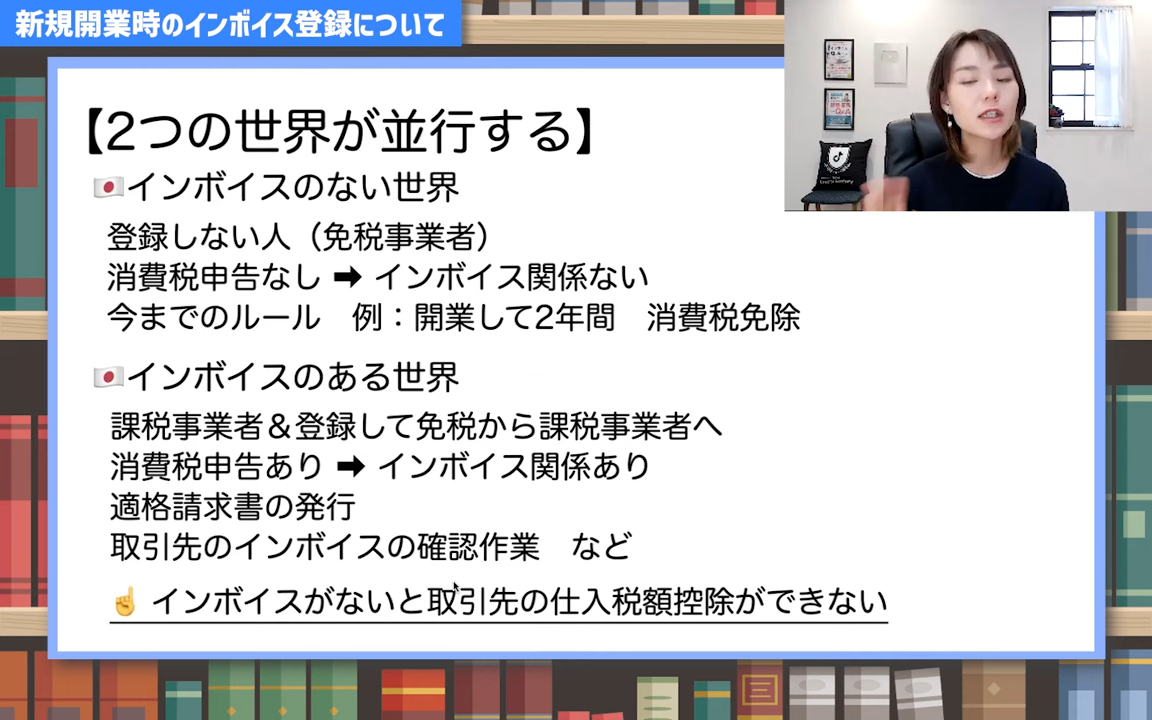 新規開業時のインボイス登録について
【2つの世界が並行する】
🇯🇵インボイスのない世界
登録しない人（免税事業者）
消費税申告なし ➡ インボイス関係ない
今までのルール　例：開業して2年間　消費税免除
🇯🇵インボイスのある世界
課税事業者＆登録して免税から課税事業者へ
消費税申告あり ➡ インボイス関係あり
適格請求書の発行
取引先のインボイスの確認作業　など
☝ インボイスがないと取引先の仕入税額控除ができない